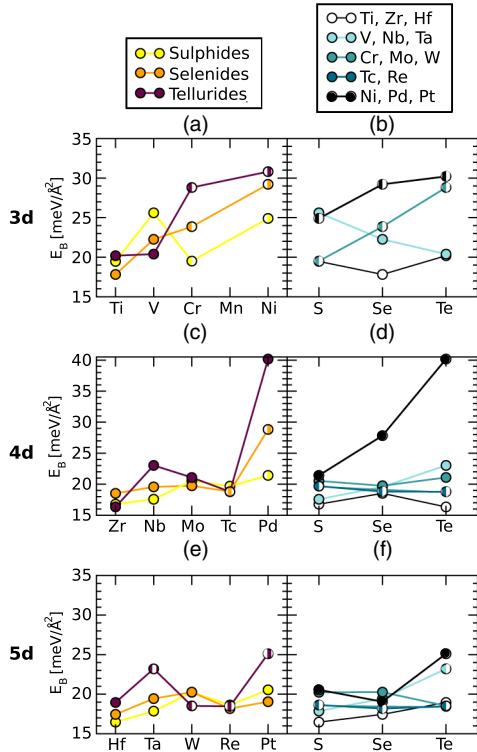 Sulphides
Selenides
Tellurides
Ti, Zr, Hf
V, Nb, Ta
Cr, Mo, W
Tc, Re
Ni, Pd, Pt
(a)
(b)
3d
E_B [meV/Å²]
35
30
25
20
15
Ti V Cr Mn Ni
S Se Te
(c)
(d)
4d
E_B [meV/Å²]
40
35
30
25
20
15
Zr Nb Mo Tc Pd
S Se Te
(e)
(f)
5d
E_B [meV/Å²]
35
30
25
20
15
Hf Ta W Re Pt
S Se Te